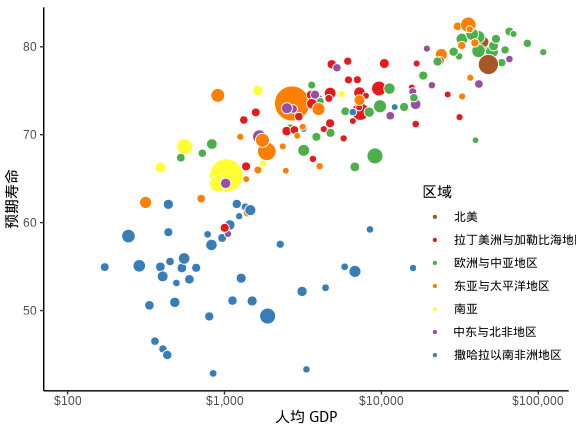 预期寿命
80
70
60
50
$100
$1,000
$10,000
$100,000
人均 GDP
区域
北美
拉丁美洲与加勒比海地
欧洲与中亚地区
东亚与太平洋地区
南亚
中东与北非地区
撒哈拉以南非洲地区